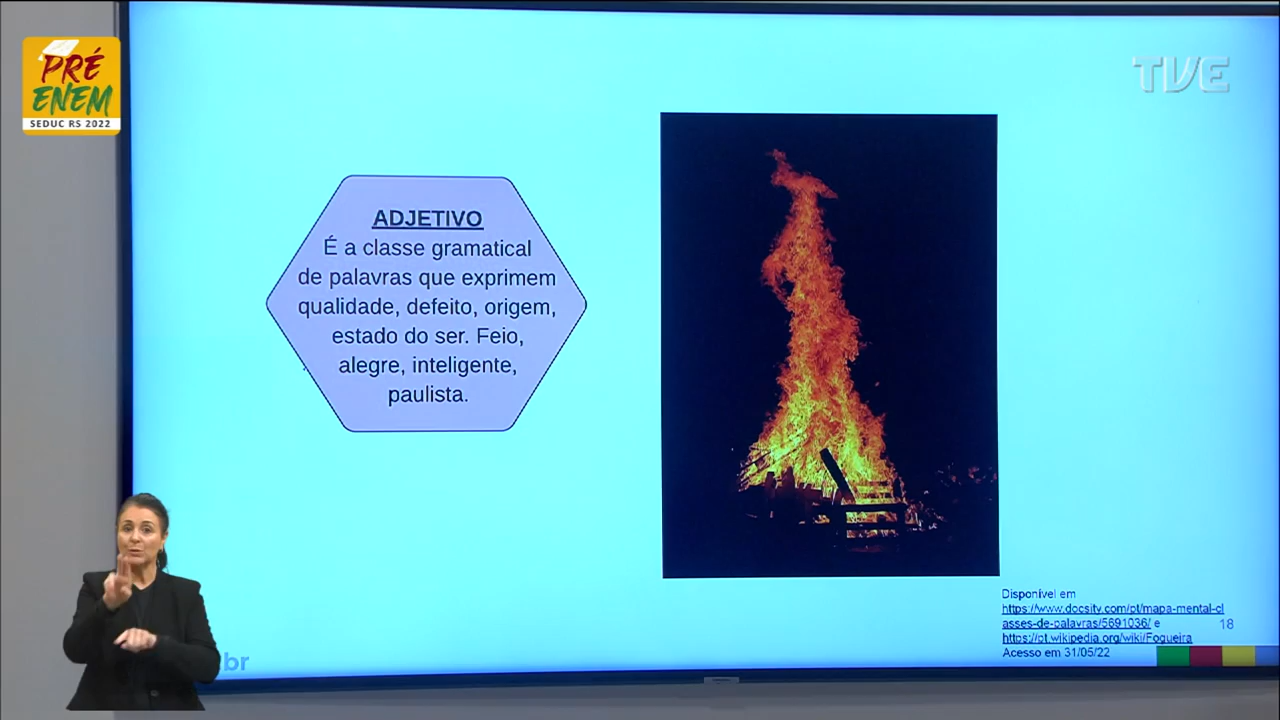 PRÉ
ENEM
SEDUC RS 2022
TVE
ADJETIVO
É a classe gramatical
de palavras que exprimem
qualidade, defeito, origem,
estado do ser. Feio,
alegre, inteligente,
paulista.
Disponível em
https://www.docsity.com/pt/mapa-mental-cl
asses-de-palavras/5691036/ e
https://pt.wikipedia.org/wiki/Fogueira
Acesso em 31/05/22
18
br